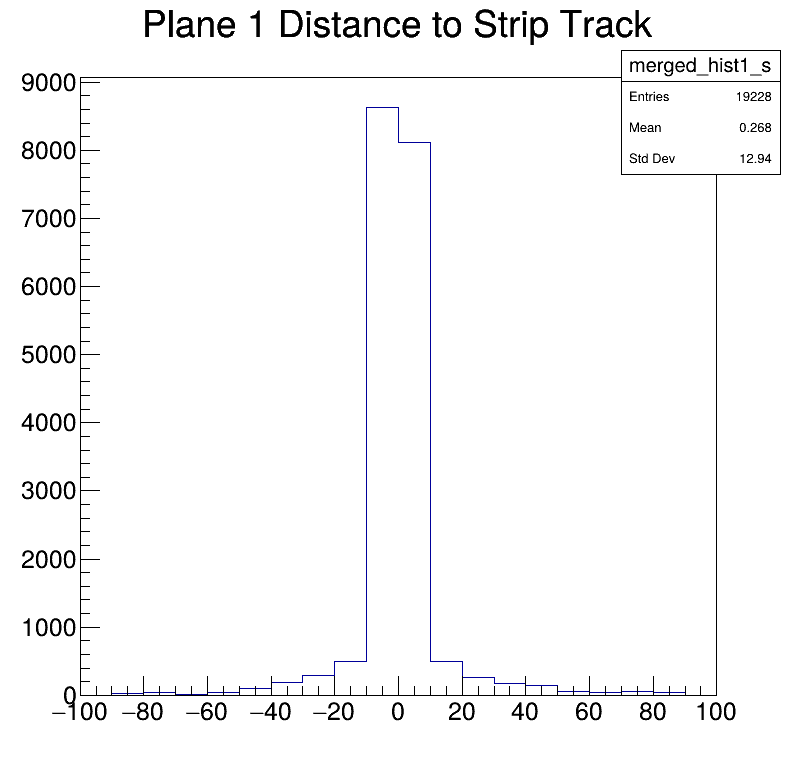 Plane 1 Distance to Strip Track
merged_hist1_s
Entries 19228
Mean 0.268
Std Dev 12.94
9000
8000
7000
6000
5000
4000
3000
2000
1000
0
−100 −80 −60 −40 −20 0 20 40 60 80 100